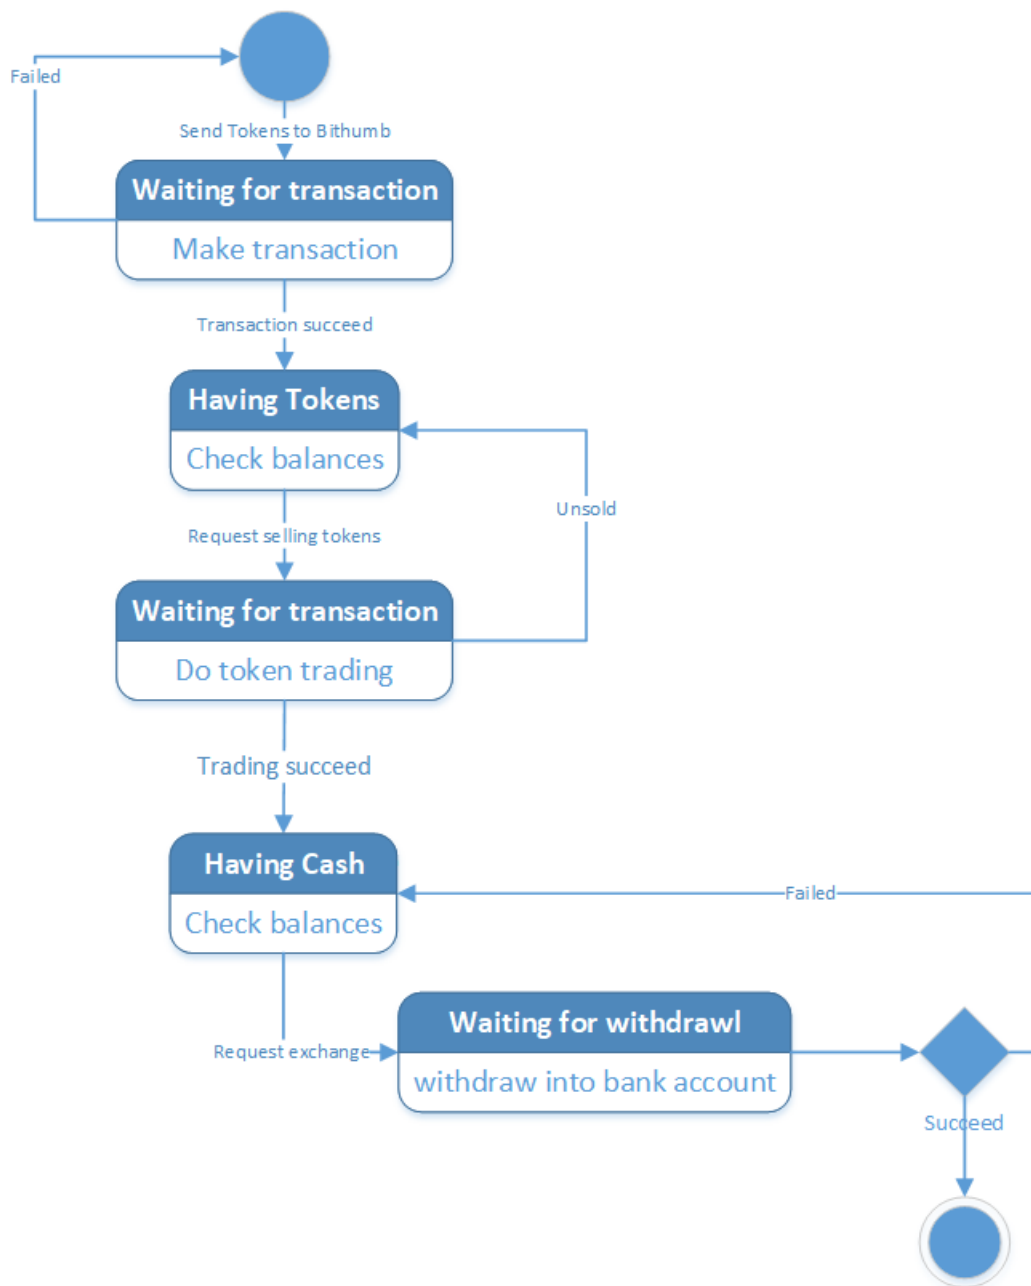 Failed
Send Tokens to Bithumb
Waiting for transaction
Make transaction
Transaction succeed
Having Tokens
Check balances
Unsold
Request selling tokens
Waiting for transaction
Do token trading
Trading succeed
Having Cash
Check balances
Failed
Waiting for withdrawl
Request exchange
withdraw into bank account
Succeed